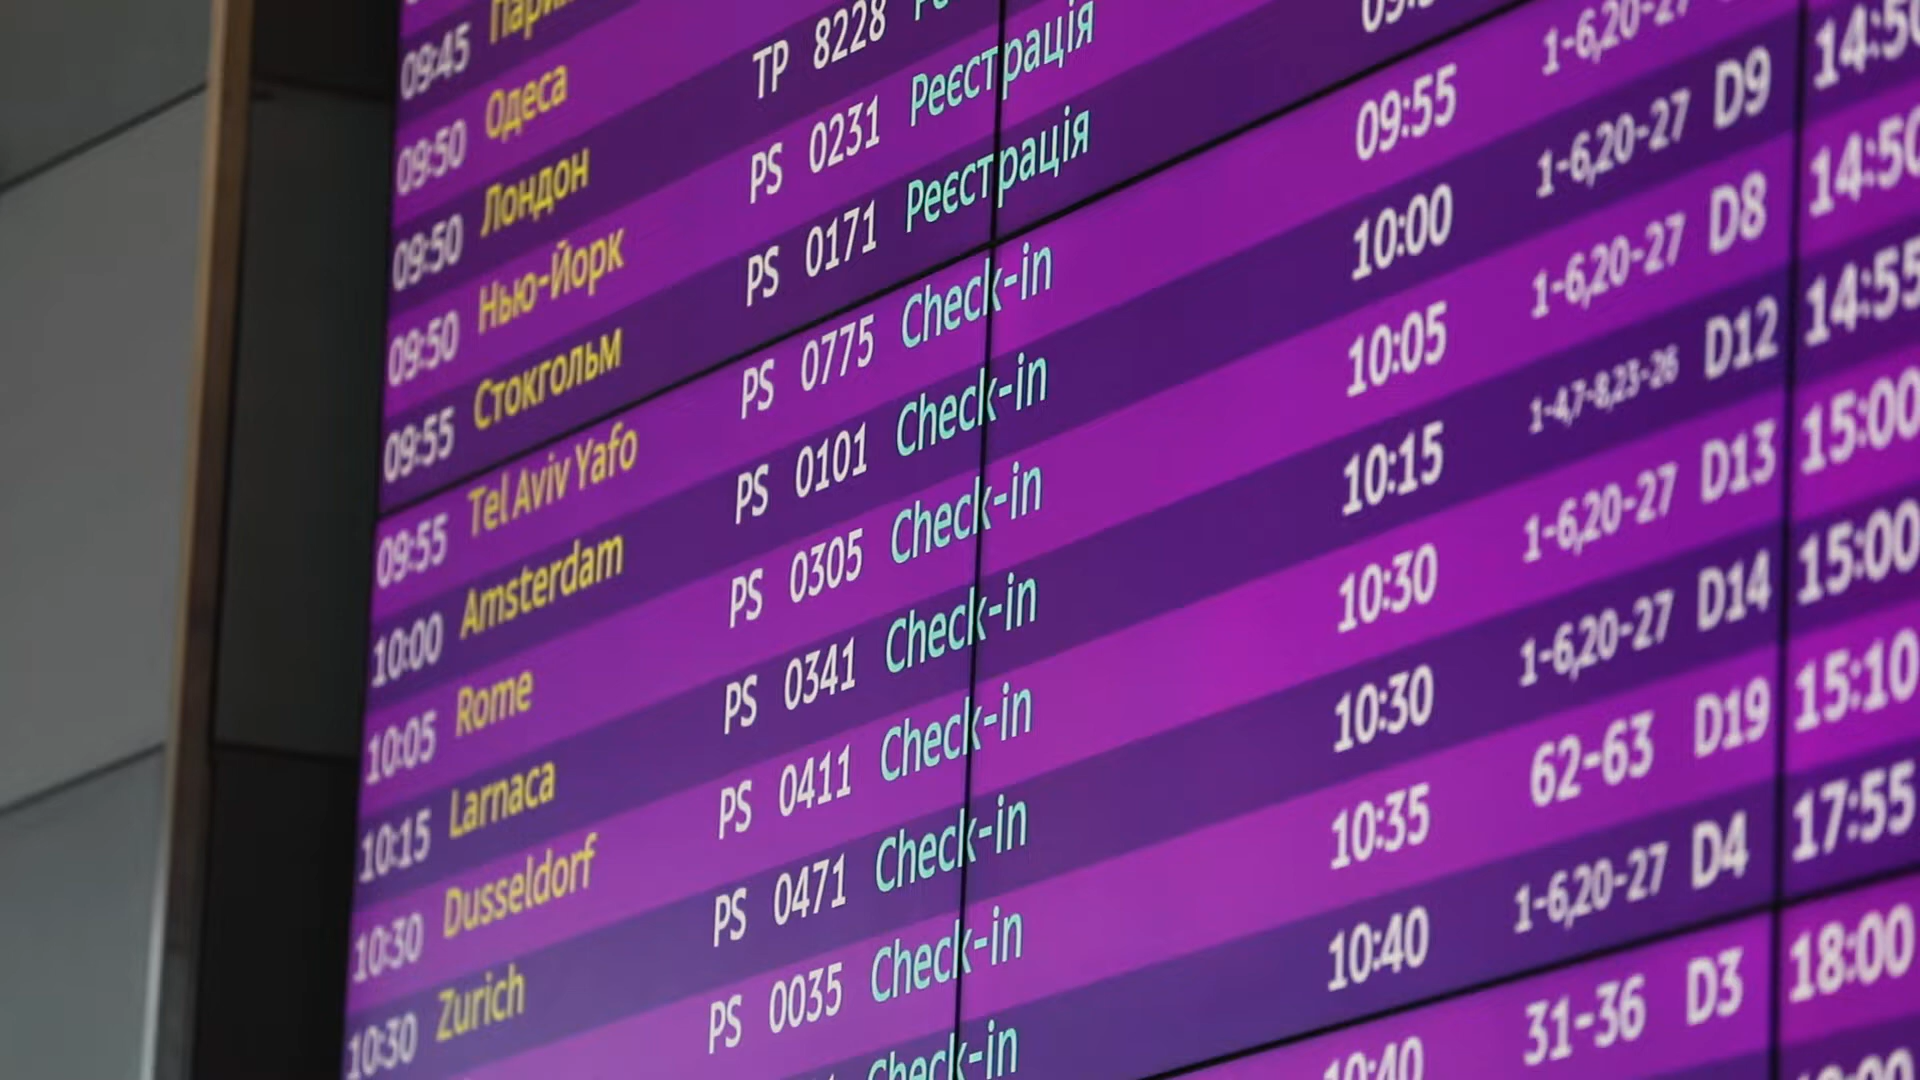 09:45
09:50 Одеса
09:50 Лондон TP 8228
09:50 Нью-Йорк PS 0231 Реєстрація
09:55 Стокгольм PS 0171 Реєстрація
09:55 Tel Aviv Yafo PS 0775 Check-in 09:55 1-6,20-27
10:00 Amsterdam PS 0101 Check-in 10:00 1-6,20-27 D9 14:50
10:05 Rome PS 0305 Check-in 10:05 1-6,20-27 D8 14:50
10:15 Larnaca PS 0341 Check-in 10:15 1-4,7-8,23-26 D12 14:55
10:30 Dusseldorf PS 0411 Check-in 10:30 1-6,20-27 D13 15:00
10:30 Zurich PS 0471 Check-in 10:30 1-6,20-27 D14 15:00
PS 0035 Check-in 10:35 62-63 D19 15:10
Check-in 10:40 1-6,20-27 D4 17:55
10:40 31-36 D3 18:00